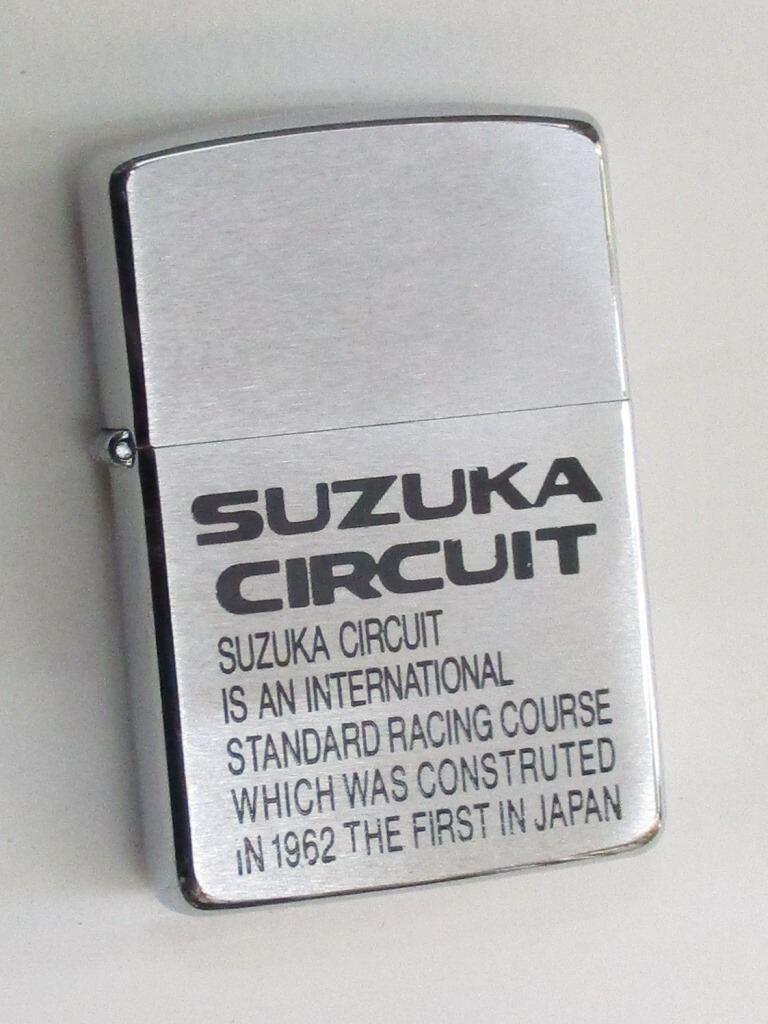 SUZUKA
CIRCUIT
SUZUKA CIRCUIT
IS AN INTERNATIONAL
STANDARD RACING COURSE
WHICH WAS CONSTRUTED
IN 1962 THE FIRST IN JAPAN